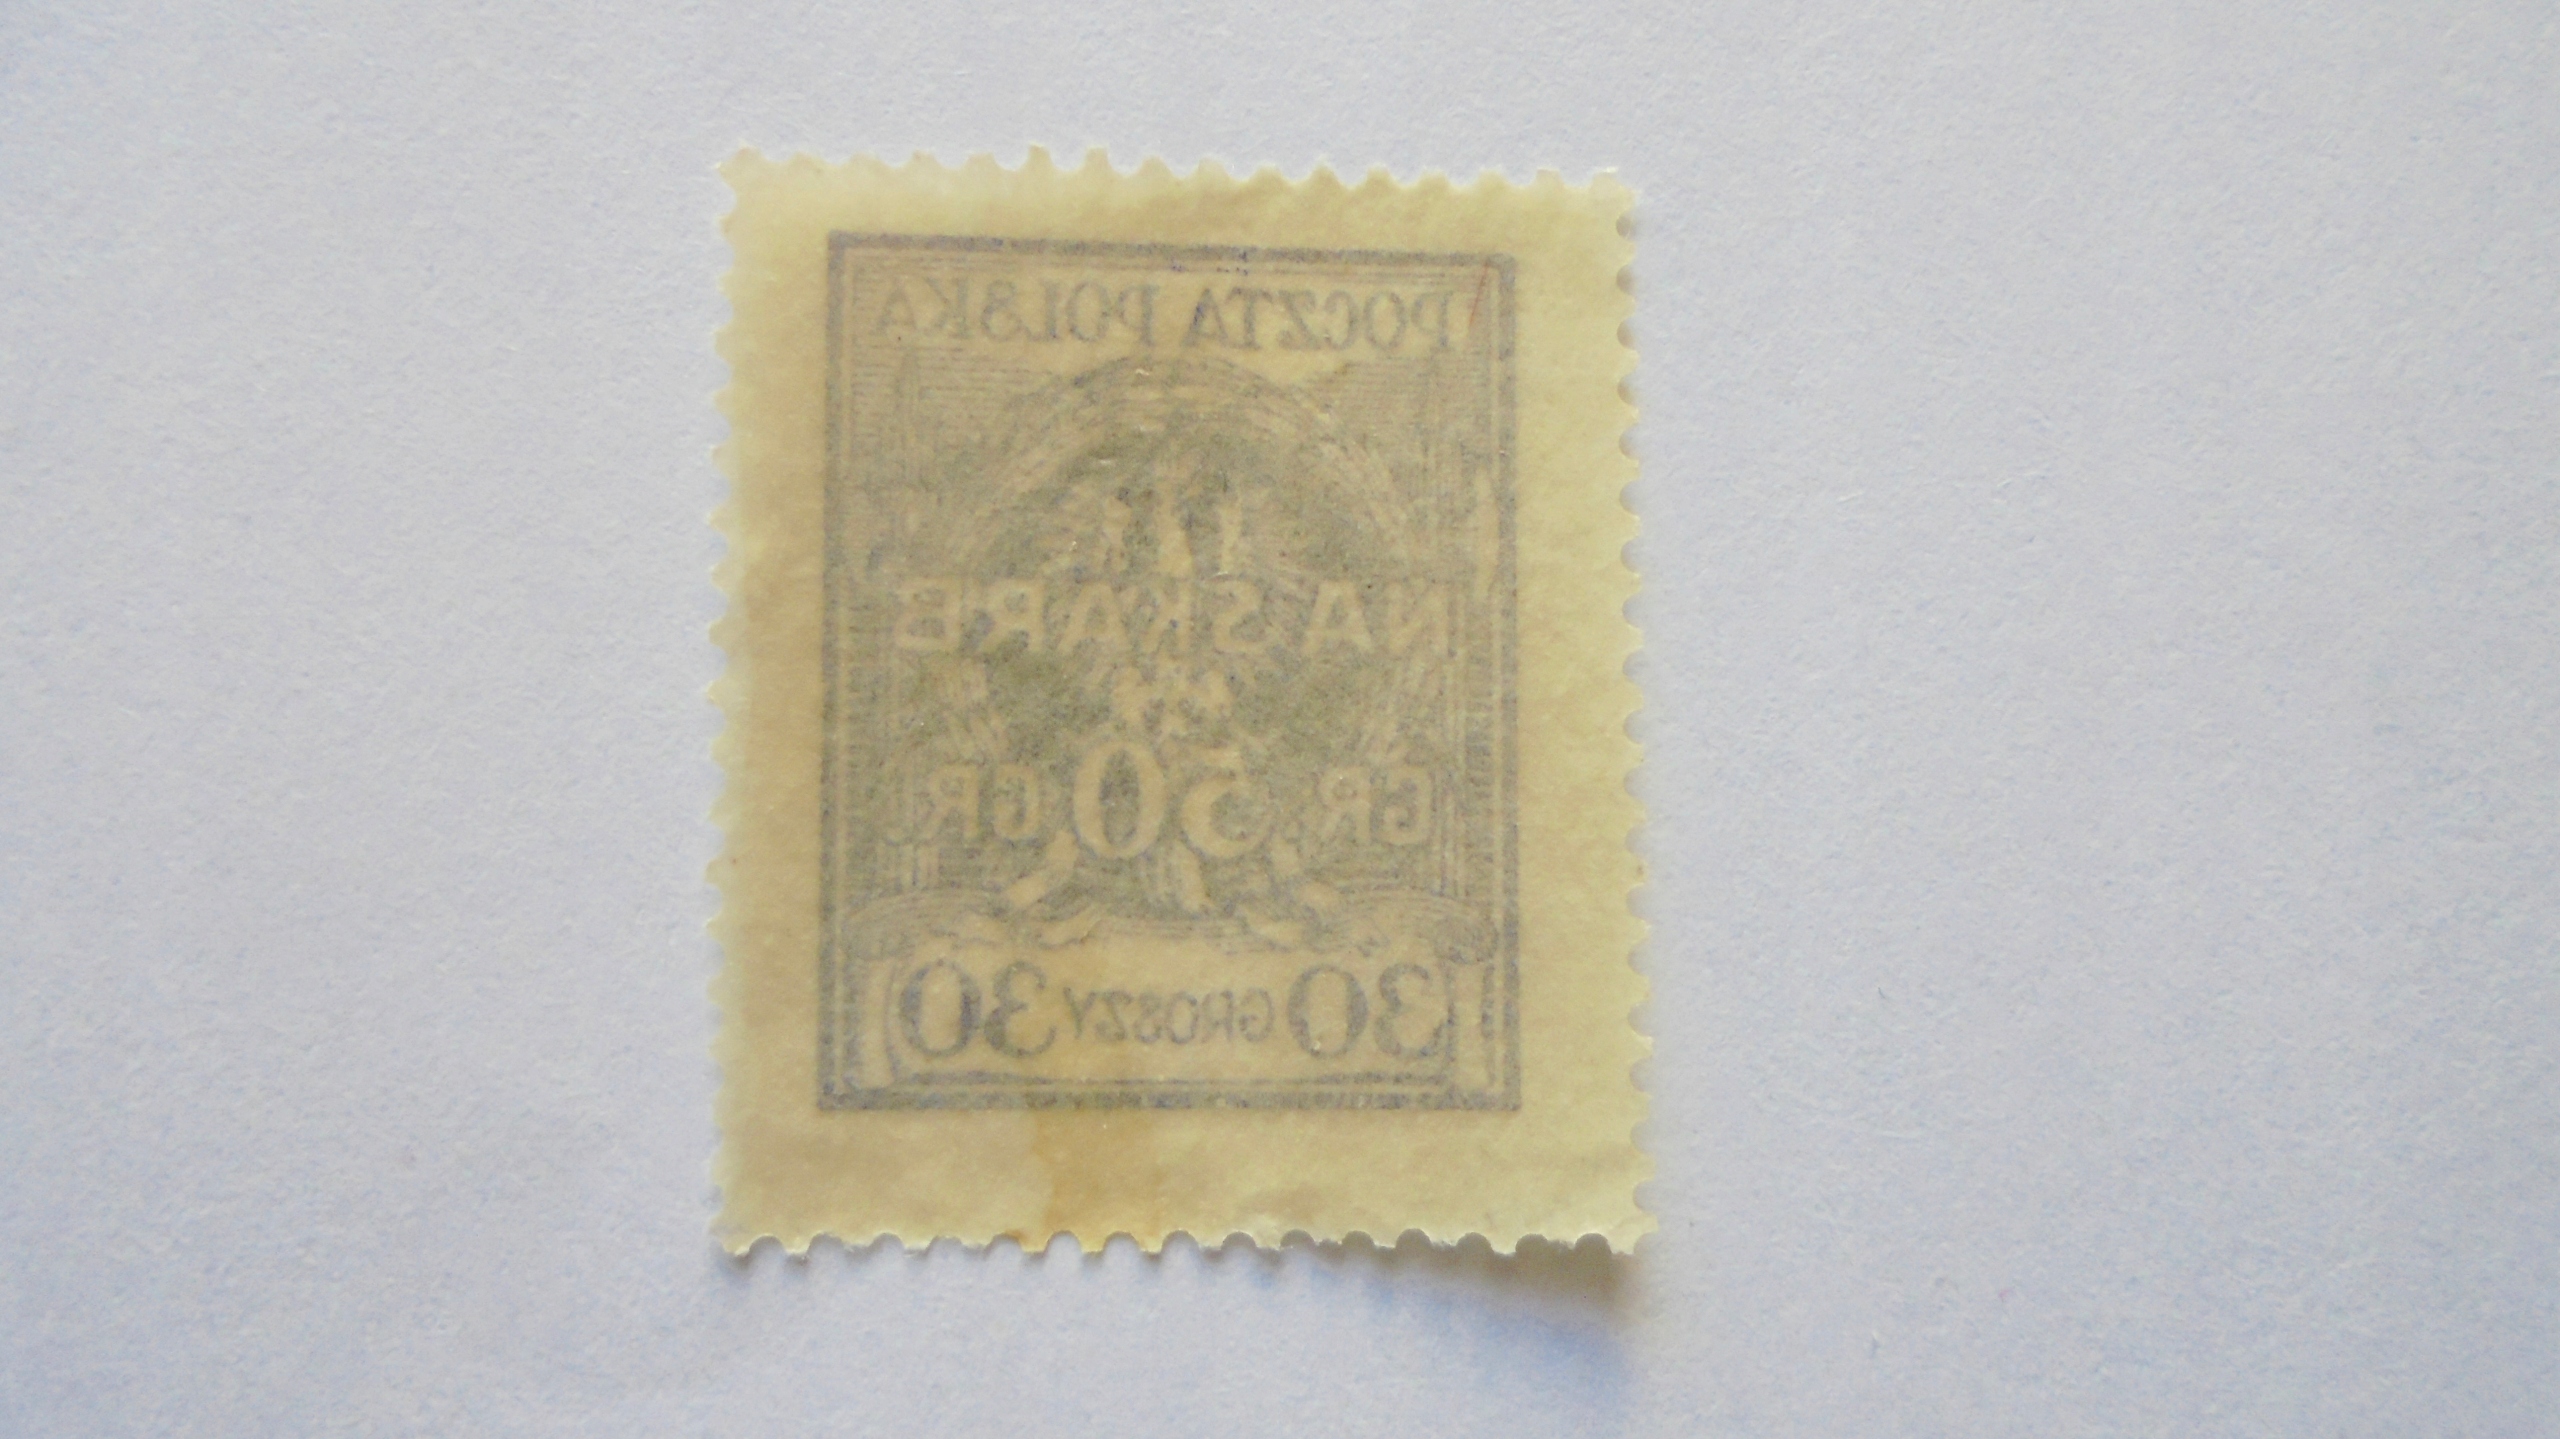 POCZTA POLSKA
NA SKARB
GR 50 GR
30 GROSZY 30